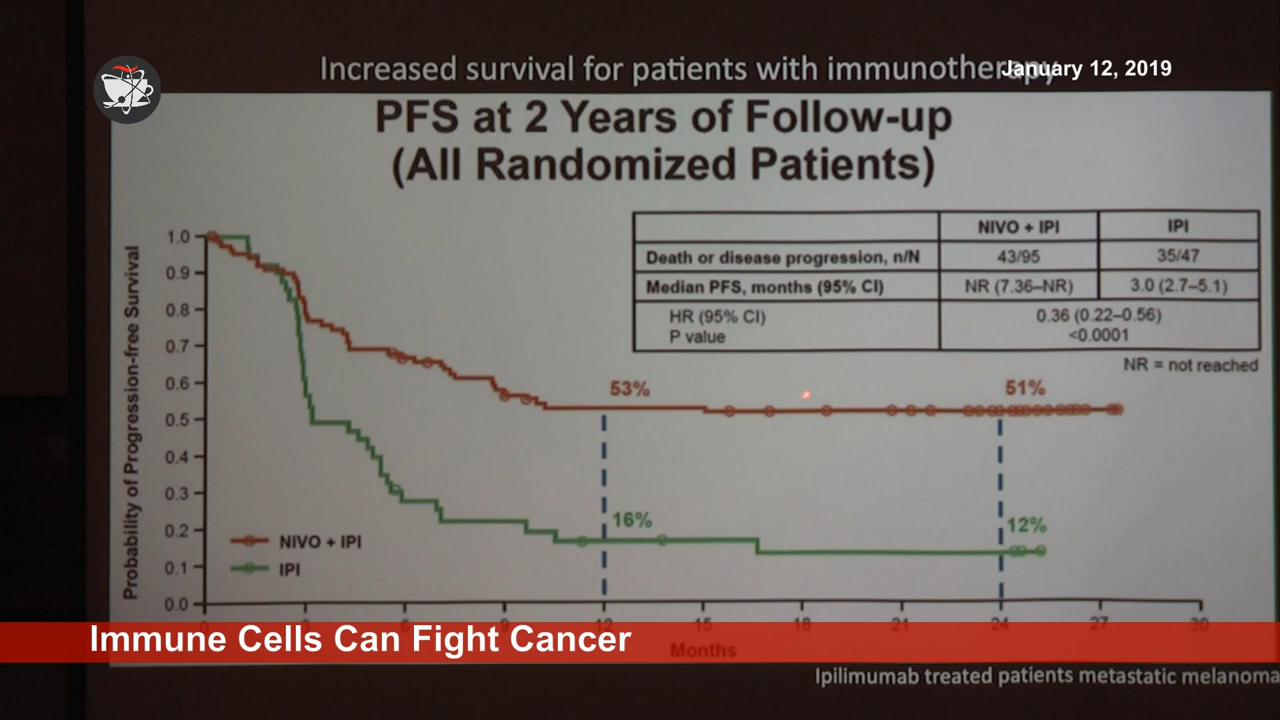 Increased survival for patients with immunotherapy
January 12, 2019
PFS at 2 Years of Follow-up
(All Randomized Patients)
NIVO + IPI IPI
Death or disease progression, n/N 43/95 35/47
Median PFS, months (95% CI) NR (7.36–NR) 3.0 (2.7–5.1)
HR (95% CI) 0.36 (0.22–0.56)
P value <0.0001
NR = not reached
Probability of Progression-free Survival
1.0
0.9
0.8
0.7
0.6
0.5
0.4
0.3
0.2
0.1
0.0
53%
51%
16%
12%
NIVO + IPI
IPI
0 3 6 9 12 15 18 21 24 27 30
Months
Immune Cells Can Fight Cancer
Ipilimumab treated patients metastatic melanoma